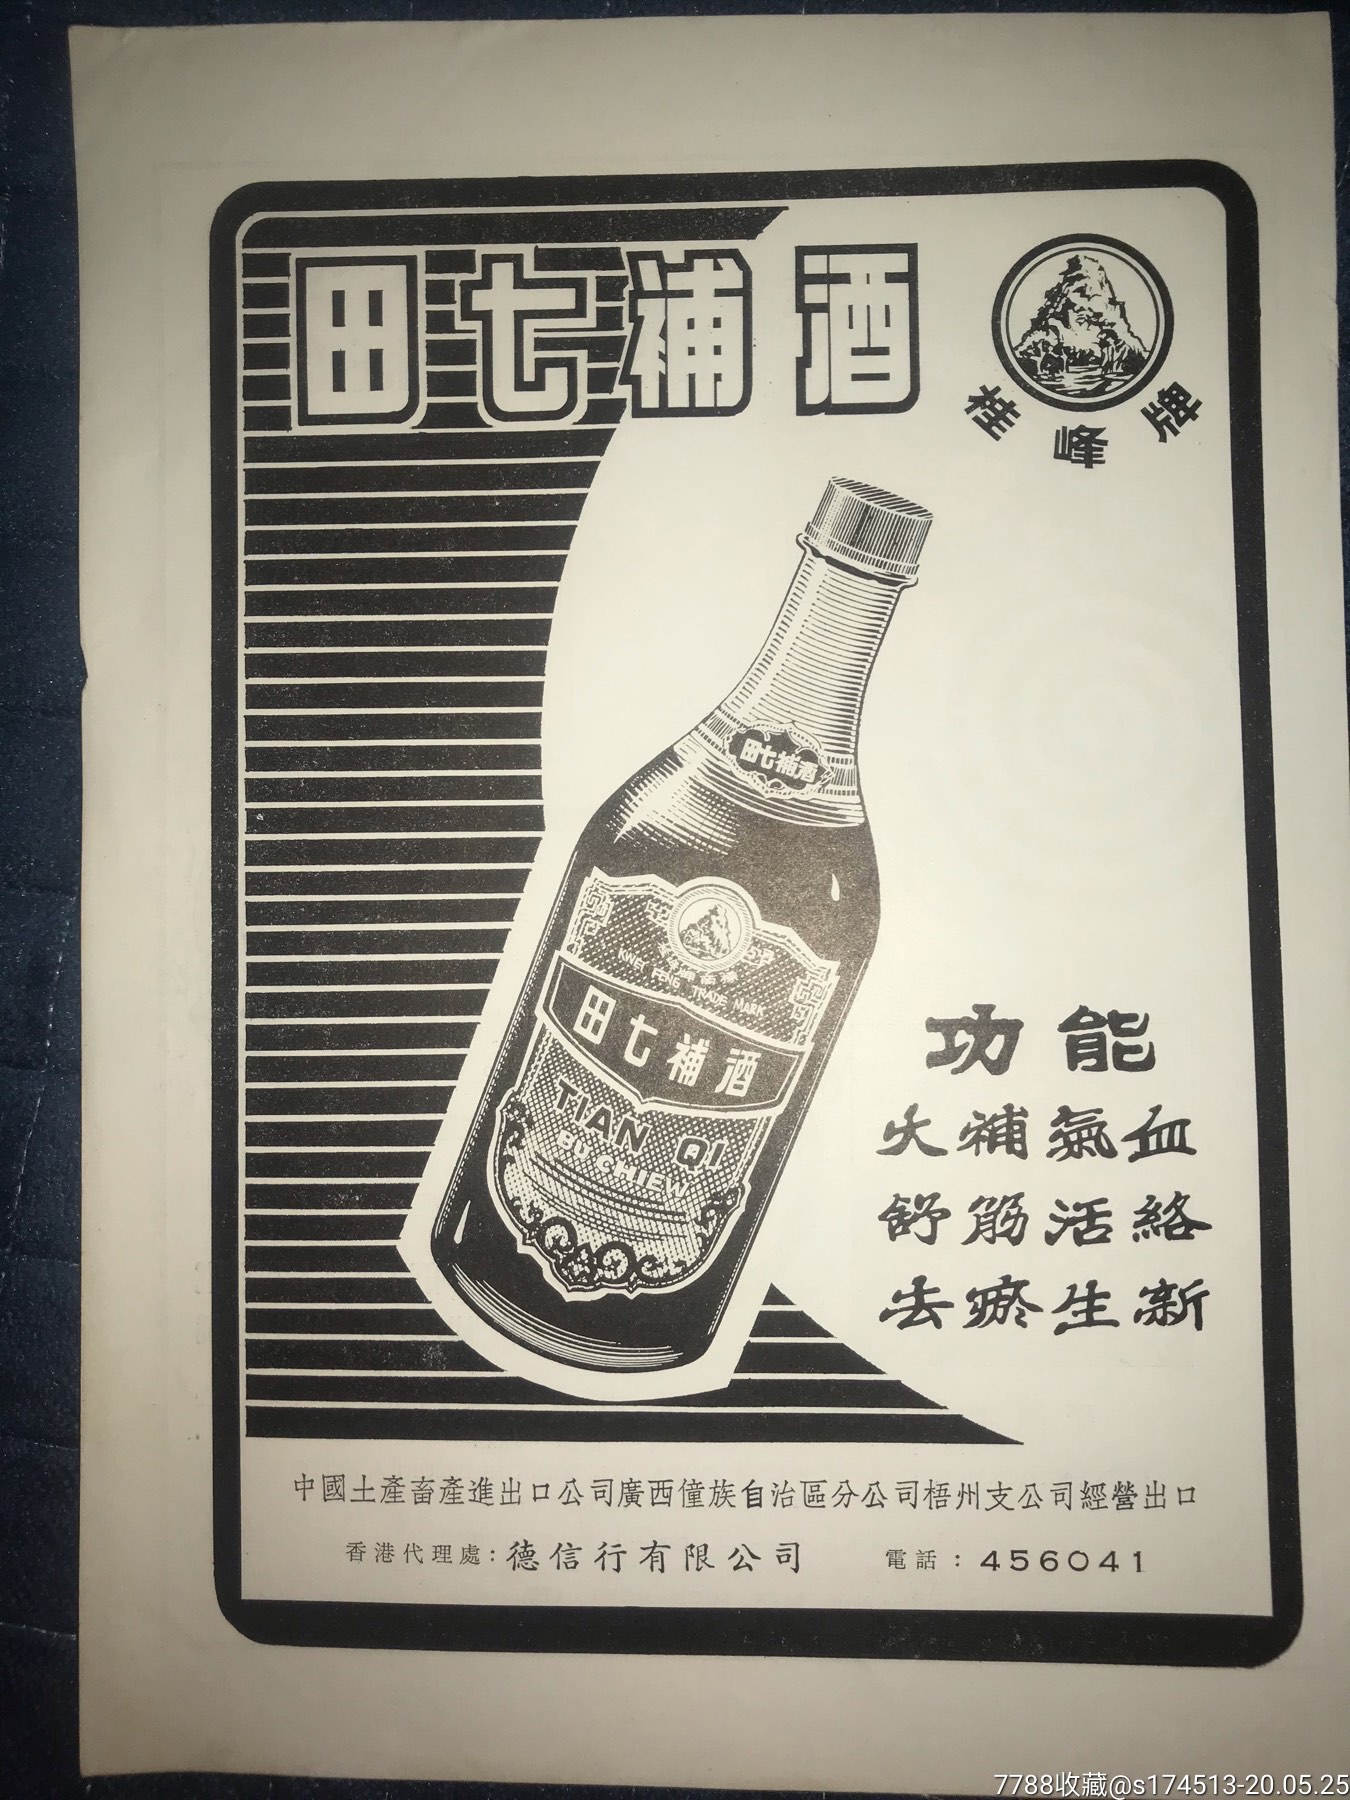 田七補酒
桂峰牌
田七補酒
KWEI FENG TRADE MARK
田七補酒
TIAN QI
BU CHIEW
功能
大補氣血
舒筋活絡
去瘀生新
中國土產畜產進出口公司廣西僮族自治區分公司梧州支公司經營出口
香港代理處：德信行有限公司 電話：456041
7788收藏@s174513-20.05.25